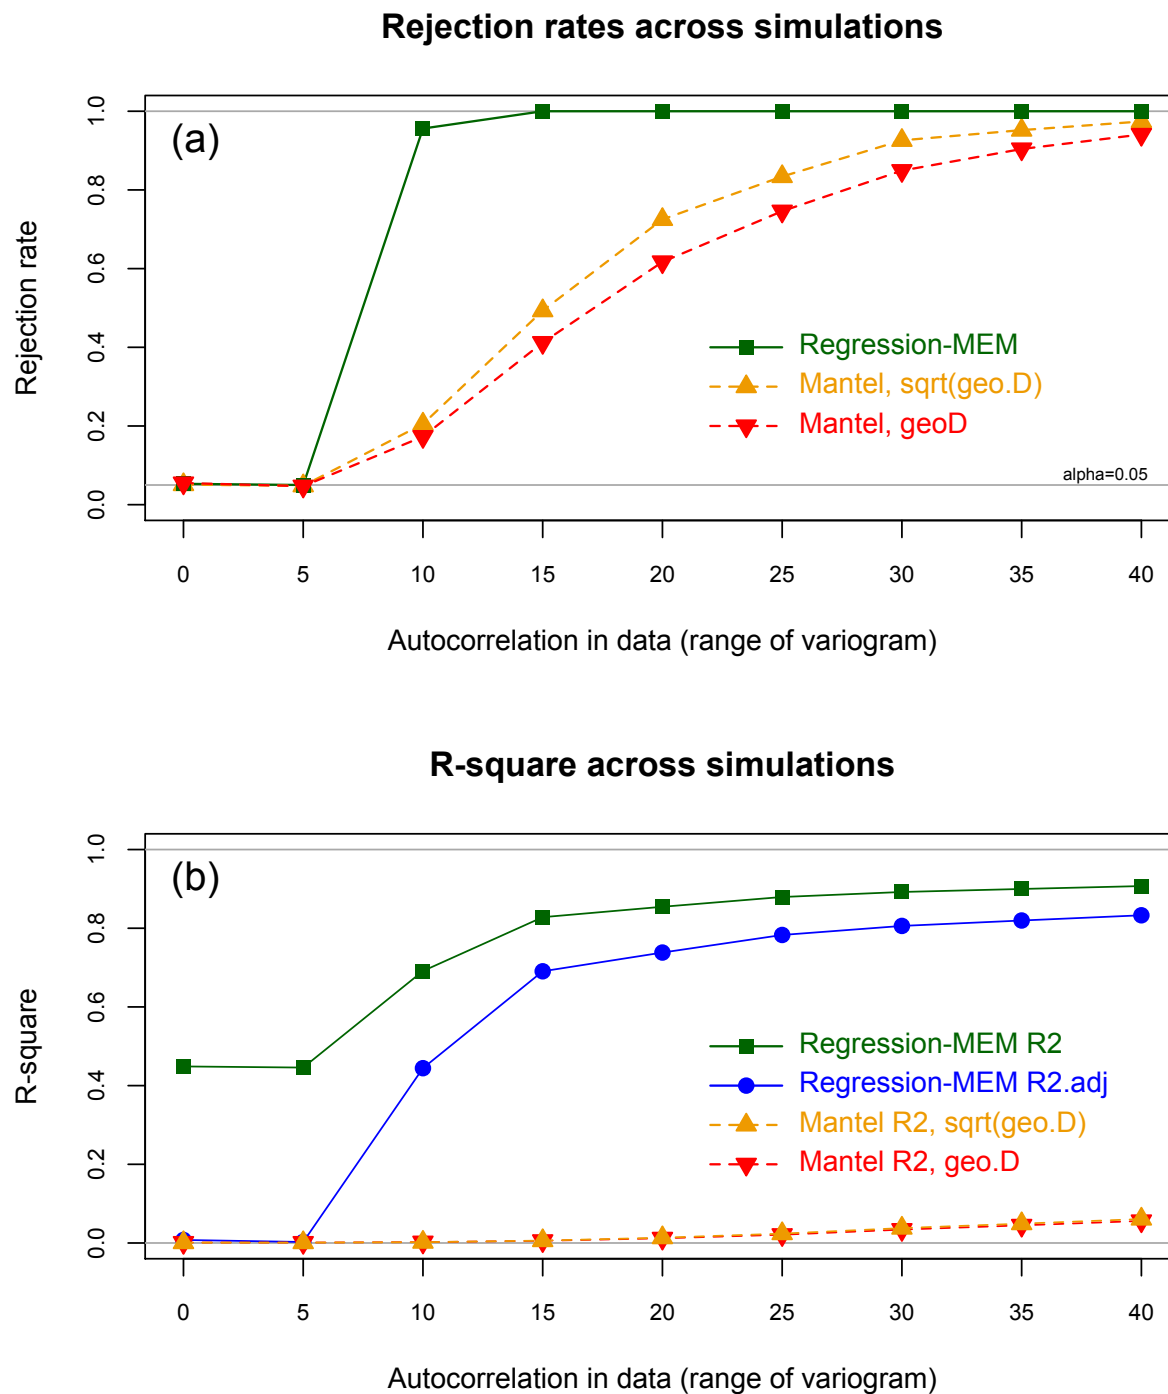 Rejection rates across simulations
(a)
Rejection rate
1.0
0.8
0.6
0.4
0.2
0.0
Regression-MEM
Mantel, sqrt(geo.D)
Mantel, geoD
alpha=0.05
0 5 10 15 20 25 30 35 40
Autocorrelation in data (range of variogram)
R-square across simulations
(b)
R-square
1.0
0.8
0.6
0.4
0.2
0.0
Regression-MEM R2
Regression-MEM R2.adj
Mantel R2, sqrt(geo.D)
Mantel R2, geo.D
0 5 10 15 20 25 30 35 40
Autocorrelation in data (range of variogram)